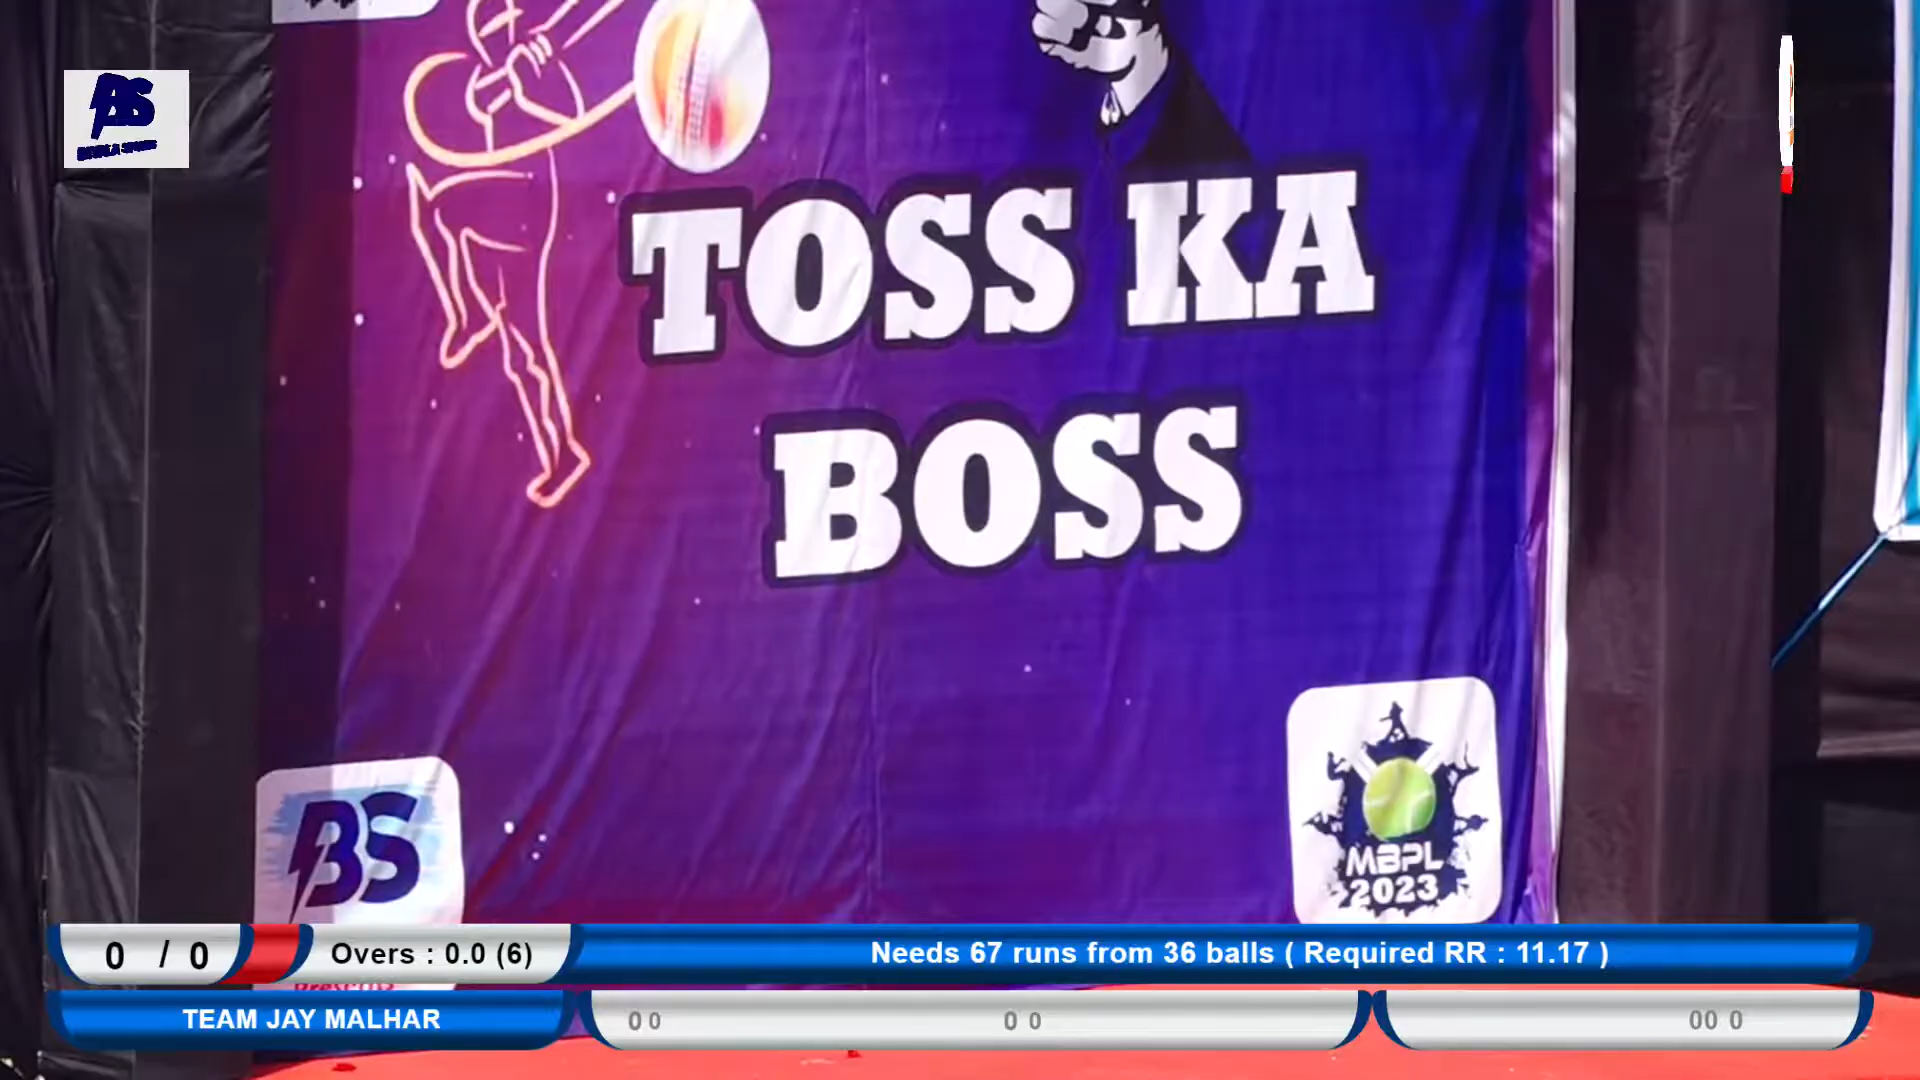 BS
TOSS KA
BOSS
BS
MBPL
2023
0 / 0
Overs : 0.0 (6)
Needs 67 runs from 36 balls ( Required RR : 11.17 )
TEAM JAY MALHAR
0 0
0 0
00 0